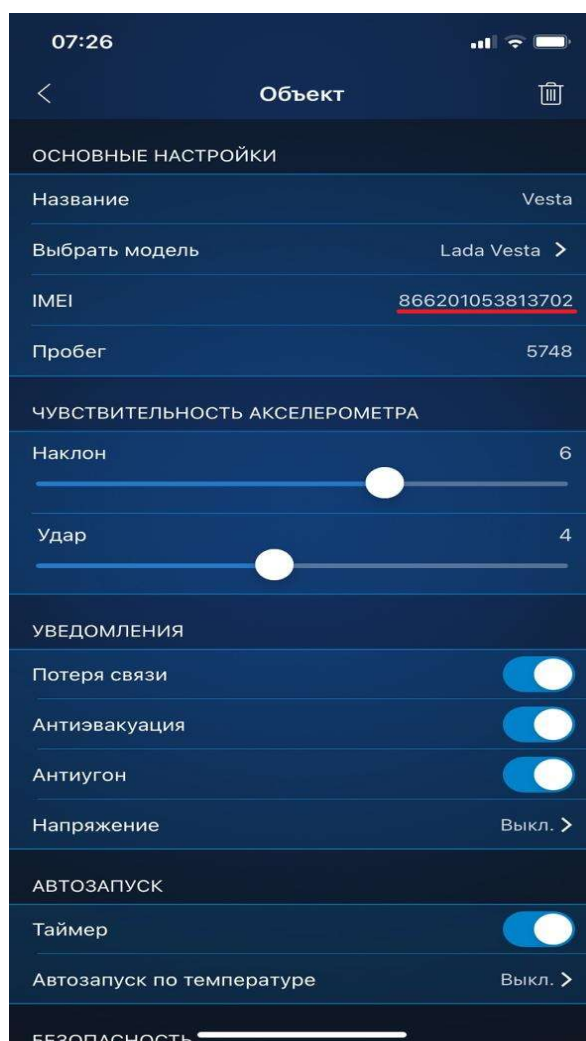 07:26
Объект
ОСНОВНЫЕ НАСТРОЙКИ
Название Vesta
Выбрать модель Lada Vesta >
IMEI 866201053813702
Пробег 5748
ЧУВСТВИТЕЛЬНОСТЬ АКСЕЛЕРОМЕТРА
Наклон 6
Удар 4
УВЕДОМЛЕНИЯ
Потеря связи
Антиэвакуация
Антиугон
Напряжение Выкл. >
АВТОЗАПУСК
Таймер
Автозапуск по температуре Выкл. >
БЕЗОПАСНОСТЬ